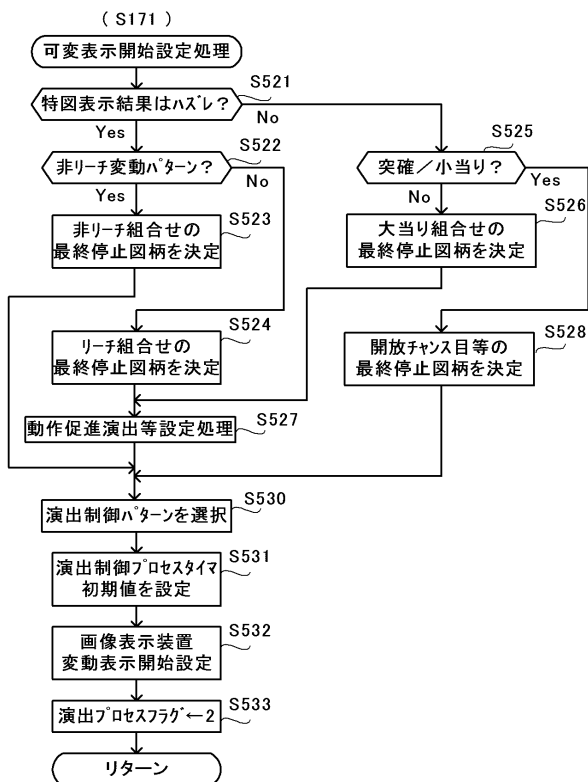 (S171)
可変表示開始設定処理
S521
特図表示結果はﾊｽﾞﾚ?
Yes
No
S522
非リーチ変動ﾊﾟﾀｰﾝ?
Yes
No
S525
突確／小当り?
Yes
No
S523
非リーチ組合せの
最終停止図柄を決定
S526
大当り組合せの
最終停止図柄を決定
S524
リーチ組合せの
最終停止図柄を決定
S528
開放ﾁｬﾝｽ目等の
最終停止図柄を決定
S527
動作促進演出等設定処理
S530
演出制御ﾊﾟﾀｰﾝを選択
S531
演出制御ﾌﾟﾛｾｽﾀｲﾏ
初期値を設定
S532
画像表示装置
変動表示開始設定
S533
演出ﾌﾟﾛｾｽﾌﾗｸﾞ←2
リターン